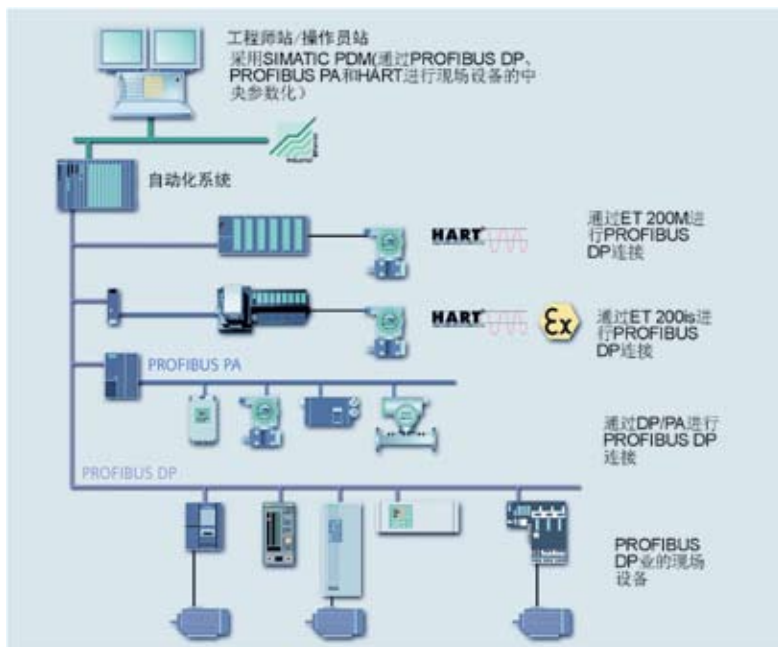 工程师站/操作员站
采用SIMATIC PDM(通过PROFIBUS DP、
PROFIBUS PA和HART进行现场设备的中
央参数化）
自动化系统
HART
通过ET 200M进
行PROFIBUS
DP连接
HART
Ex
通过ET 200is进
行PROFIBUS
DP连接
PROFIBUS PA
通过DP/PA进行
PROFIBUS DP
连接
PROFIBUS DP
PROFIBUS
DP业的现场
设备